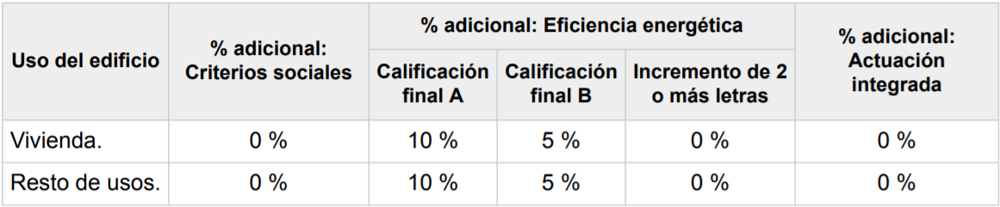 Uso del edificio
% adicional:
Criterios sociales
% adicional: Eficiencia energética
Calificación
final A
Calificación
final B
Incremento de 2
o más letras
% adicional:
Actuación
integrada
Vivienda. 0 % 10 % 5 % 0 % 0 %
Resto de usos. 0 % 10 % 5 % 0 % 0 %